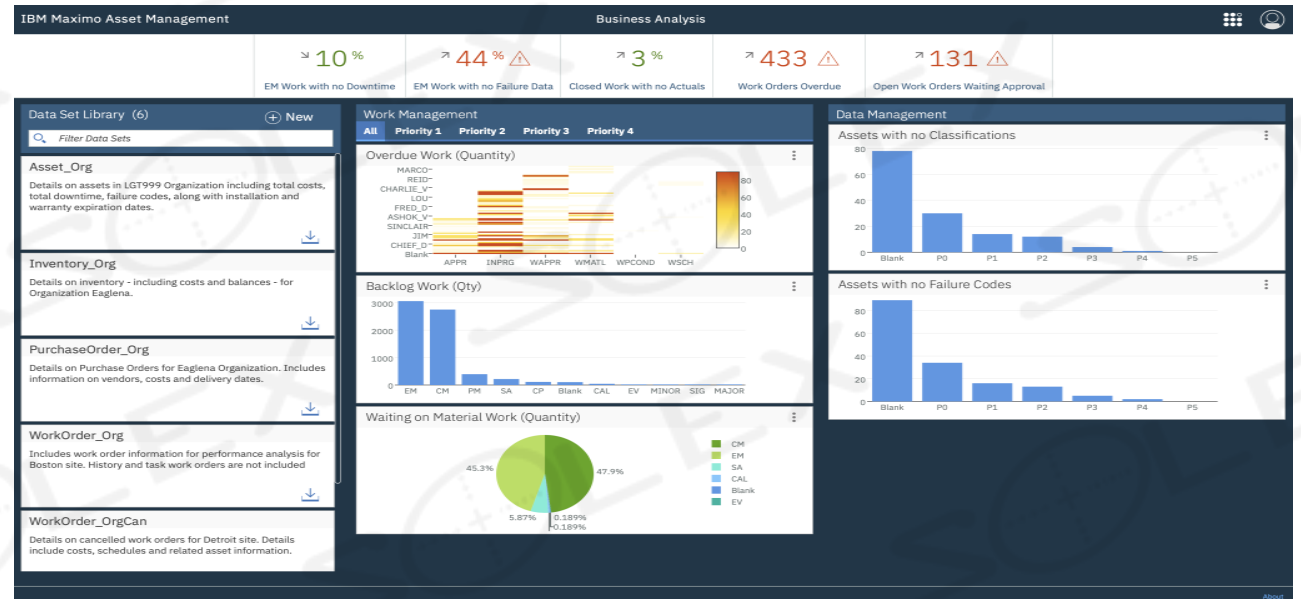 IBM Maximo Asset Management
Business Analysis
10 %
EM Work with no Downtime
44 %
EM Work with no Failure Data
3 %
Closed Work with no Actuals
433
Work Orders Overdue
131
Open Work Orders Waiting Approval
Data Set Library (6)
New
Filter Data Sets
Asset_Org
Details on assets in LGT999 Organization including total costs,
total downtime, failure codes, along with installation and
warranty expiration dates.
Inventory_Org
Details on inventory - including costs and balances - for
Organization Eaglena.
PurchaseOrder_Org
Details on Purchase Orders for Eaglena Organization. Includes
information on vendors, costs and delivery dates.
WorkOrder_Org
Includes work order information for performance analysis for
Boston site. History and task work orders are not included
WorkOrder_OrgCan
Details on cancelled work orders for Detroit site. Details
include costs, schedules and related asset information.
Work Management
All Priority 1 Priority 2 Priority 3 Priority 4
Overdue Work (Quantity)
MARCO
REID
CHARLIE_V
LOU
FRED_D
ASHOK_V
SINCLAIR
JIM
CHIEF_D
Blank
APPR INPRG WAPPR WMATL WPCOND WSCH
80
60
40
20
0
Backlog Work (Qty)
3000
2000
1000
0
EM CM PM SA CP Blank CAL EV MINOR SIG MAJOR
Waiting on Material Work (Quantity)
45.3%
47.9%
5.87%
0.189%
0.189%
CM
EM
SA
CAL
Blank
EV
Data Management
Assets with no Classifications
80
60
40
20
0
Blank P0 P1 P2 P3 P4 P5
Assets with no Failure Codes
80
60
40
20
0
Blank P0 P1 P2 P3 P4 P5
About
SOLEX